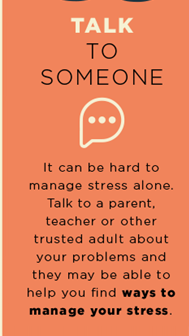 TALK
TO
SOMEONE
It can be hard to
manage stress alone.
Talk to a parent,
teacher or other
trusted adult about
your problems and
they may be able to
help you find ways to
manage your stress.